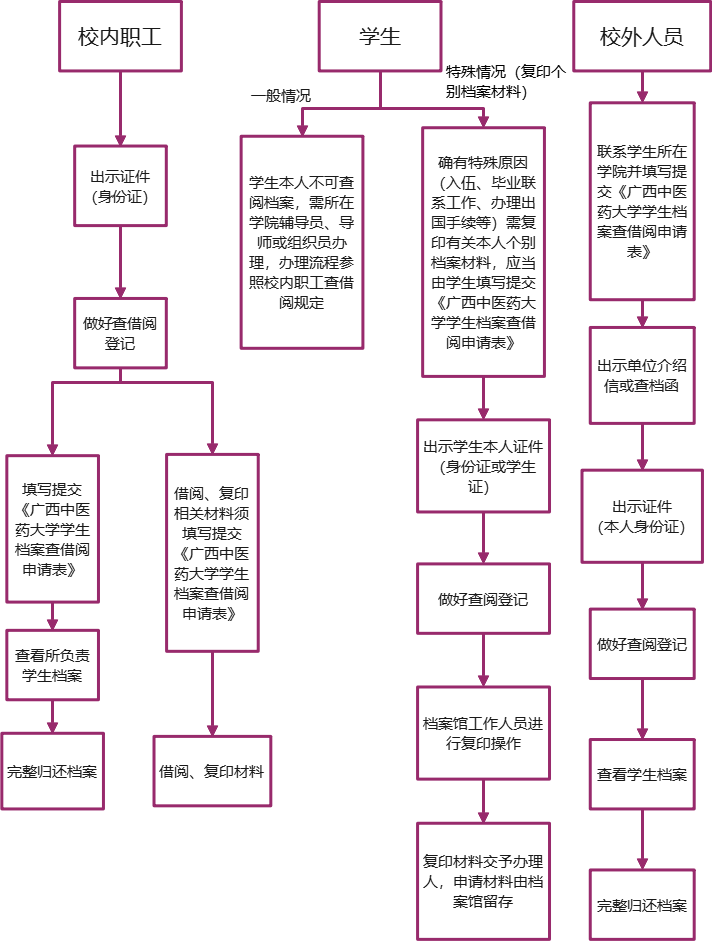 校内职工
出示证件
（身份证）
做好查借阅
登记
填写提交
《广西中医
药大学学生
档案查借阅
申请表》
查看所负责
学生档案
完整归还档案
借阅、复印
相关材料须
填写提交
《广西中医
药大学学生
档案查借阅
申请表》
借阅、复印材料
学生
一般情况
学生本人不可查
阅档案，需所在
学院辅导员、导
师或组织员办
理，办理流程参
照校内职工查借
阅规定
特殊情况（复印个
别档案材料）
确有特殊原因
（入伍、毕业联
系工作、办理出
国手续等）需复
印有关本人个别
档案材料，应当
由学生填写提交
《广西中医药大
学学生档案查借
阅申请表》
出示学生本人证件
（身份证或学生
证）
做好查阅登记
档案馆工作人员进
行复印操作
复印材料交予办理
人，申请材料由档
案馆留存
校外人员
联系学生所在
学院并填写提
交《广西中医
药大学学生档
案查借阅申请
表》
出示单位介绍
信或查档函
出示证件
（本人身份证）
做好查阅登记
查看学生档案
完整归还档案